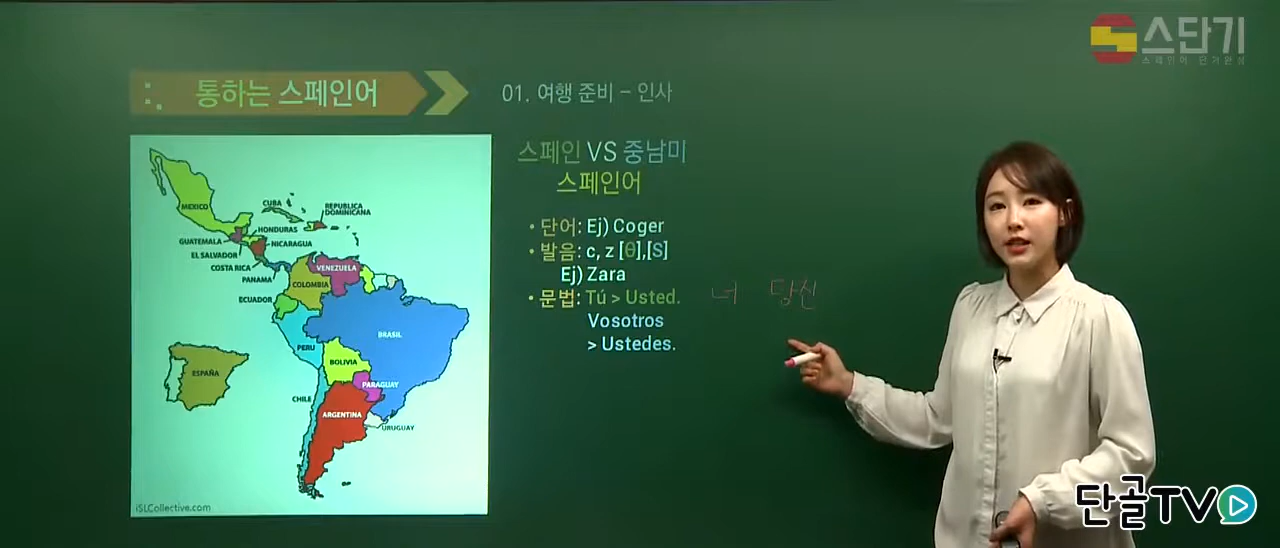 스단기
스페인어 단기완성
통하는 스페인어
01. 여행 준비 - 인사
스페인 VS 중남미
스페인어
• 단어: Ej) Coger
• 발음: c, z [θ],[S]
Ej) Zara
• 문법: Tú > Usted.
Vosotros
> Ustedes.
너 당신
MEXICO
CUBA
REPUBLICA
DOMINICANA
HONDURAS
GUATEMALA
NICARAGUA
EL SALVADOR
COSTA RICA
PANAMA
VENEZUELA
COLOMBIA
ECUADOR
BRASIL
PERU
BOLIVIA
ESPAÑA
PARAGUAY
CHILE
ARGENTINA
URUGUAY
iSLCollective.com
단골TV